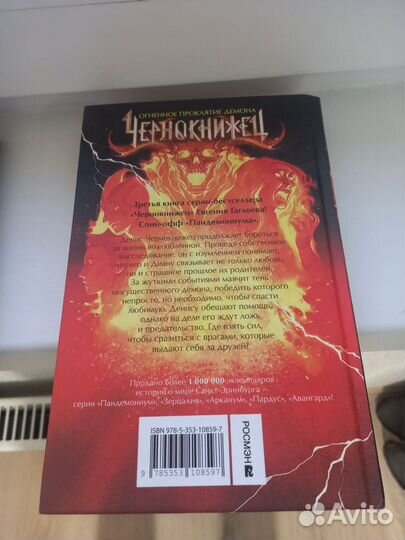 ОГНЕННОЕ ПРОКЛЯТИЕ ДЕМОНА
ЧЕРНОКНИЖЕЦ
Третья книга серии-бестселлера
«Чернокнижец» Евгения Гаглоева!
Спин-офф «Пандемониума».
Денис Чернокнижец продолжает бороться
за жизнь возлюбленной. Проведя собственное
расследование, он с изумлением понимает,
что его и Диану связывает не только любовь,
но и страшное прошлое их родителей.
За жуткими событиями маячит тень
могущественного демона, победить которого
непросто, но необходимо, чтобы спасти
любимую. Денису обещают помощь,
однако на деле его ждут ложь
и предательство. Где взять сил,
чтобы сразиться с врагами, которые
выдают себя за друзей?
Продано более 1 000 000 экземпляров
историй о мире Санкт-Эринбурга —
серии «Пандемониум», «Зерцалия», «Арканум», «Пардус», «Авангард»!
ISBN 978-5-353-10859-7
9 785353 108597
РОСМЭН
Avito